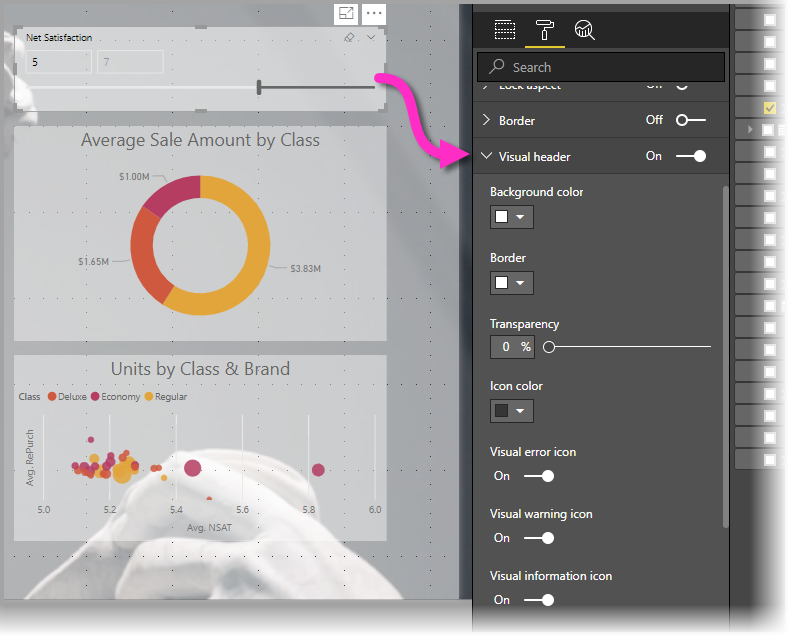 Net Satisfaction
5
7
Average Sale Amount by Class
$1.00M
$1.65M
$3.83M
Units by Class & Brand
Class Deluxe Economy Regular
Avg. RePurch
5.0 5.2 5.4 5.6 5.8 6.0
Avg. NSAT
Search
Lock aspect Off
Border Off
Visual header On
Background color
Border
Transparency
0 %
Icon color
Visual error icon
On
Visual warning icon
On
Visual information icon
On